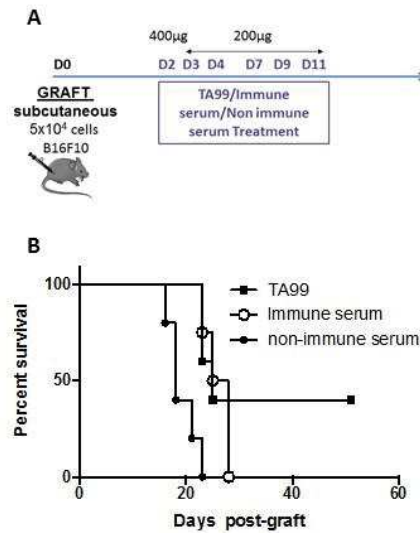 A
400µg 200µg
D0 D2 D3 D4 D7 D9 D11
GRAFT
subcutaneous
5x10⁴ cells
B16F10
TA99/Immune
serum/Non immune
serum Treatment
B
Percent survival
100
50
0
TA99
Immune serum
non-immune serum
0 20 40 60
Days post-graft